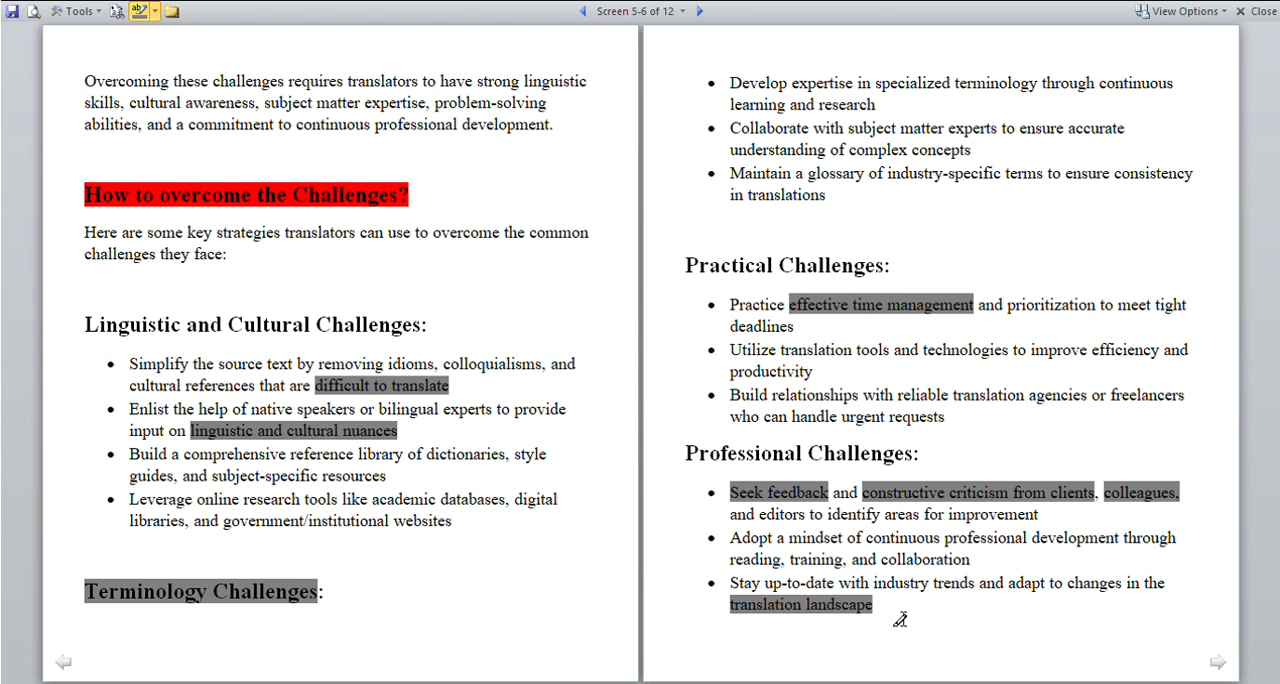 Tools
Screen 5-6 of 12
View Options
Close
Overcoming these challenges requires translators to have strong linguistic
skills, cultural awareness, subject matter expertise, problem-solving
abilities, and a commitment to continuous professional development.
How to overcome the Challenges?
Here are some key strategies translators can use to overcome the common
challenges they face:
Linguistic and Cultural Challenges:
• Simplify the source text by removing idioms, colloquialisms, and
cultural references that are difficult to translate
• Enlist the help of native speakers or bilingual experts to provide
input on linguistic and cultural nuances
• Build a comprehensive reference library of dictionaries, style
guides, and subject-specific resources
• Leverage online research tools like academic databases, digital
libraries, and government/institutional websites
Terminology Challenges:
• Develop expertise in specialized terminology through continuous
learning and research
• Collaborate with subject matter experts to ensure accurate
understanding of complex concepts
• Maintain a glossary of industry-specific terms to ensure consistency
in translations
Practical Challenges:
• Practice effective time management and prioritization to meet tight
deadlines
• Utilize translation tools and technologies to improve efficiency and
productivity
• Build relationships with reliable translation agencies or freelancers
who can handle urgent requests
Professional Challenges:
• Seek feedback and constructive criticism from clients, colleagues,
and editors to identify areas for improvement
• Adopt a mindset of continuous professional development through
reading, training, and collaboration
• Stay up-to-date with industry trends and adapt to changes in the
translation landscape